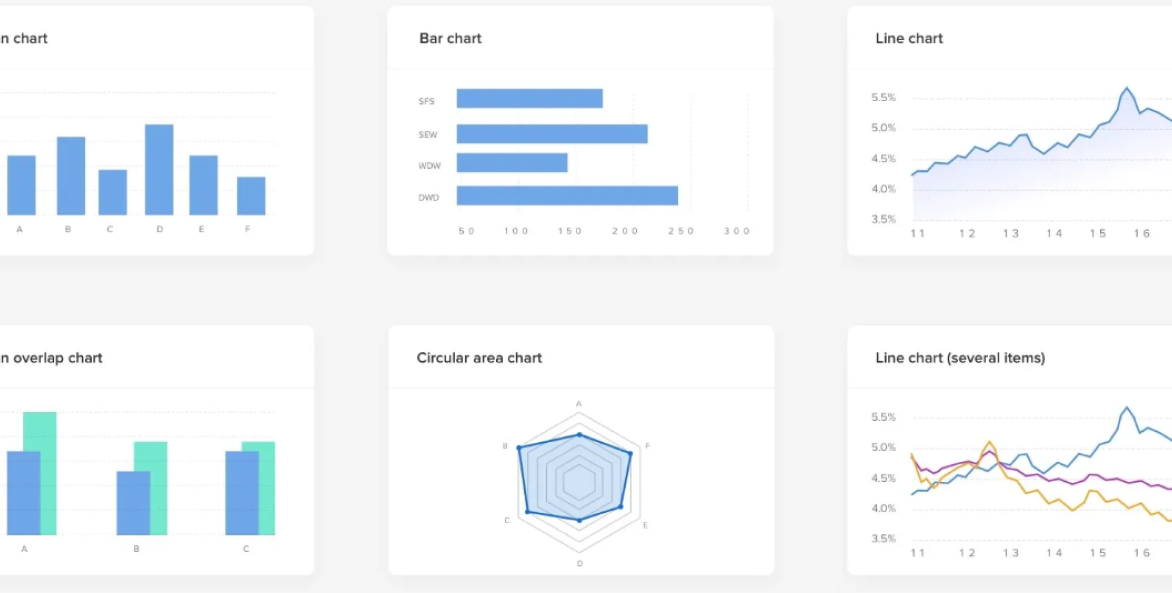 n chart
A B C D E F
Bar chart
SFS
SEW
WDW
DWD
50 100 150 200 250 300
Line chart
5.5%
5.0%
4.5%
4.0%
3.5%
11 12 13 14 15 16
n overlap chart
A B C
Circular area chart
A
B F
C E
D
Line chart (several items)
5.5%
5.0%
4.5%
4.0%
3.5%
11 12 13 14 15 16